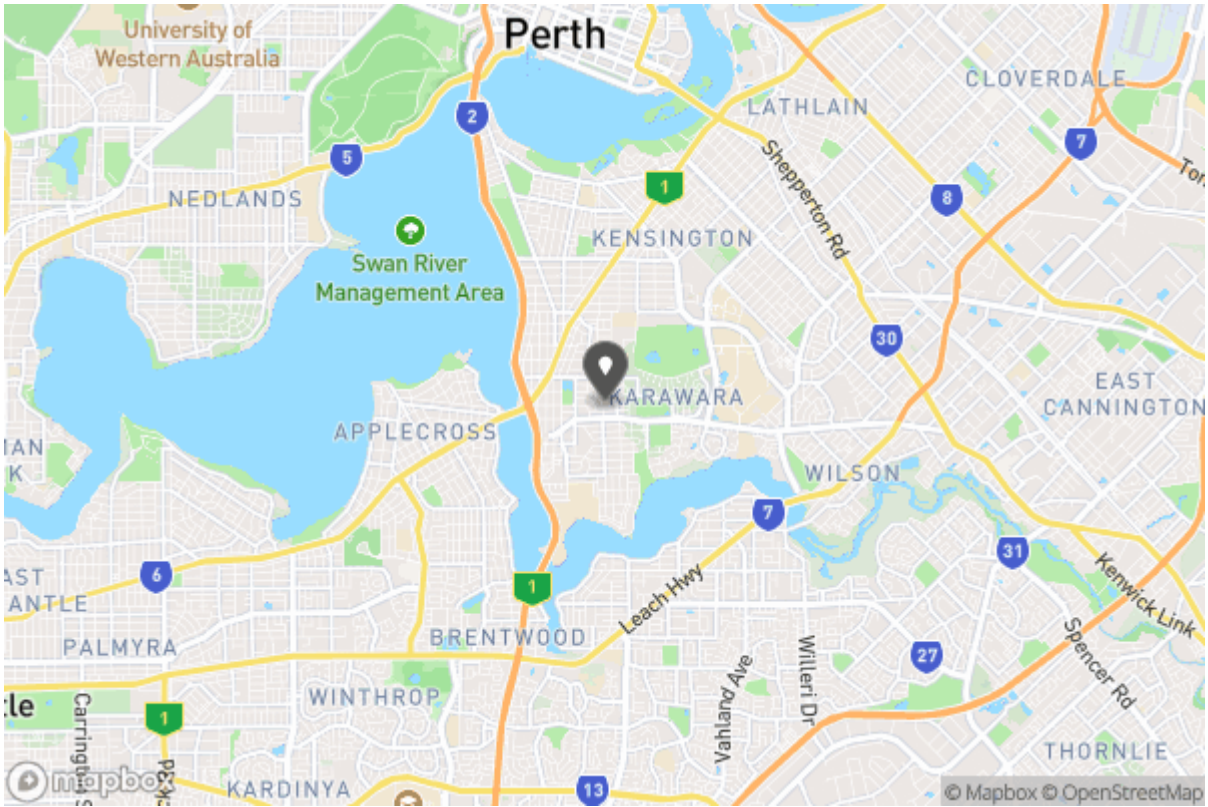 University of
Western Australia
Perth
CLOVERDALE
LATHLAIN
2
7
5
Shepperton Rd
1
8
NEDLANDS
KENSINGTON
Swan River
Management Area
30
KARAWARA
EAST
CANNINGTON
APPLECROSS
WILSON
7
31
6
1
Leach Hwy
Kenwick Link
PALMYRA
BRENTWOOD
Willeri Dr
27
Spencer Rd
WINTHROP
Vahland Ave
1
THORNLIE
KARDINYA
13
mapbox
© Mapbox © OpenStreetMap